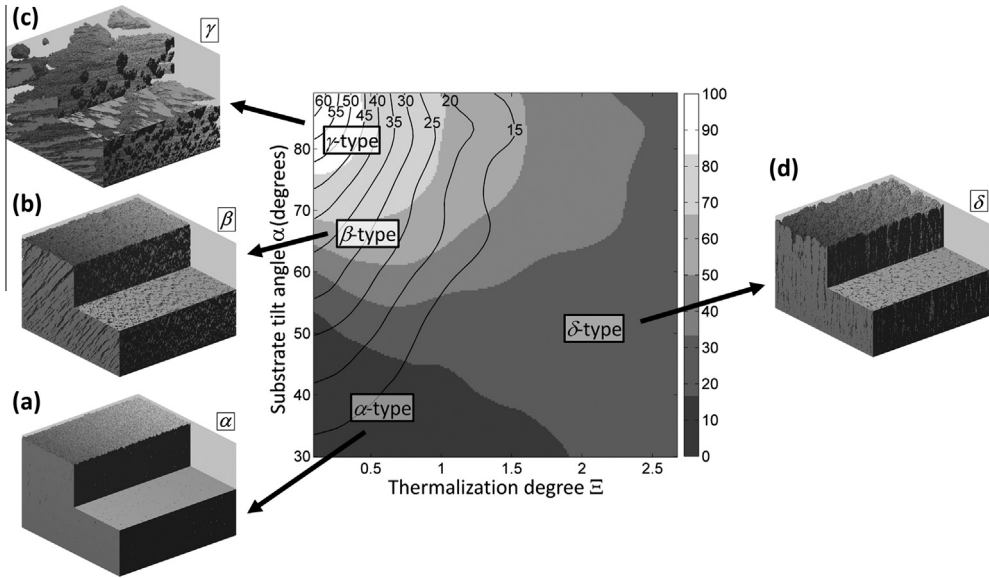 (c)
γ
(b)
β
(a)
α
Substrate tilt angle α (degrees)
80
70
60
50
40
30
60 50 40 30 20
55 45 35 25 15
γ-type
β-type
δ-type
α-type
0.5 1 1.5 2 2.5
Thermalization degree Ξ
100
90
80
70
60
50
40
30
20
10
0
(d)
δ